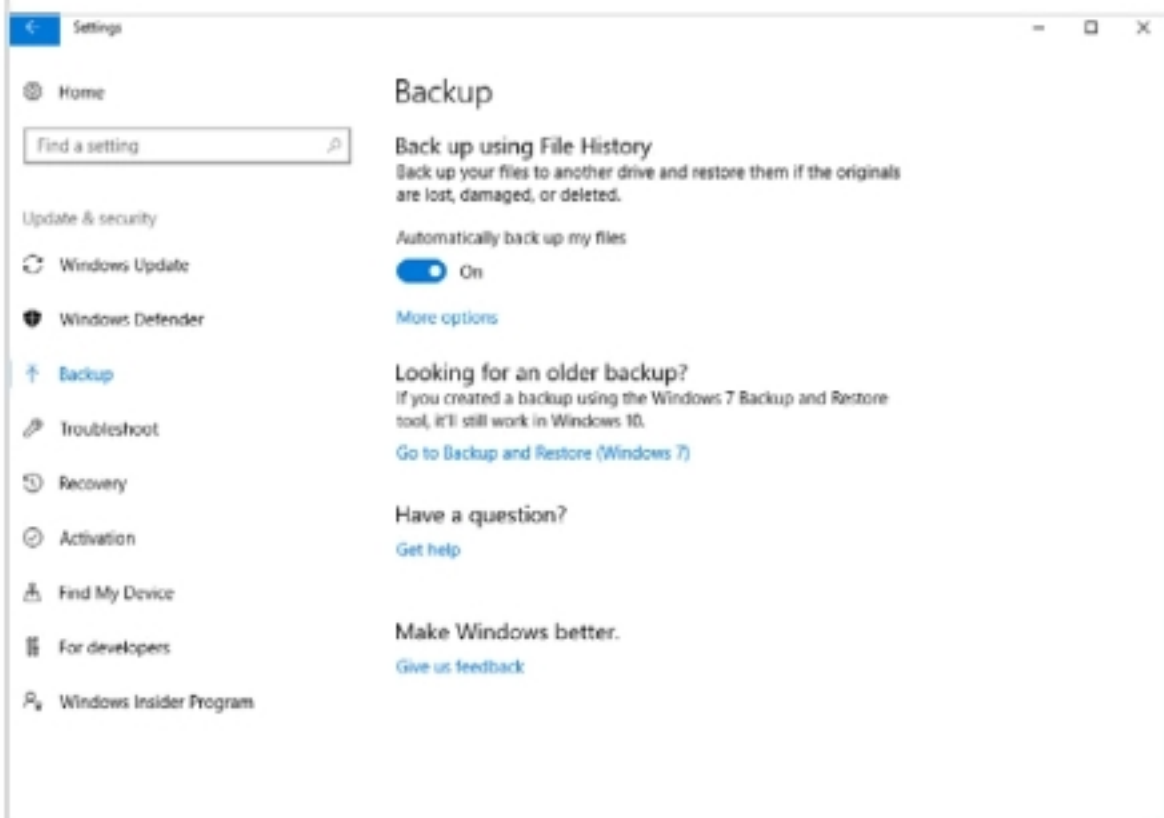 Settings
Home
Find a setting
Update & security
Windows Update
Windows Defender
Backup
Troubleshoot
Recovery
Activation
Find My Device
For developers
Windows Insider Program
Backup
Back up using File History
Back up your files to another drive and restore them if the originals
are lost, damaged, or deleted.
Automatically back up my files
On
More options
Looking for an older backup?
If you created a backup using the Windows 7 Backup and Restore
tool, it'll still work in Windows 10.
Go to Backup and Restore (Windows 7)
Have a question?
Get help
Make Windows better.
Give us feedback